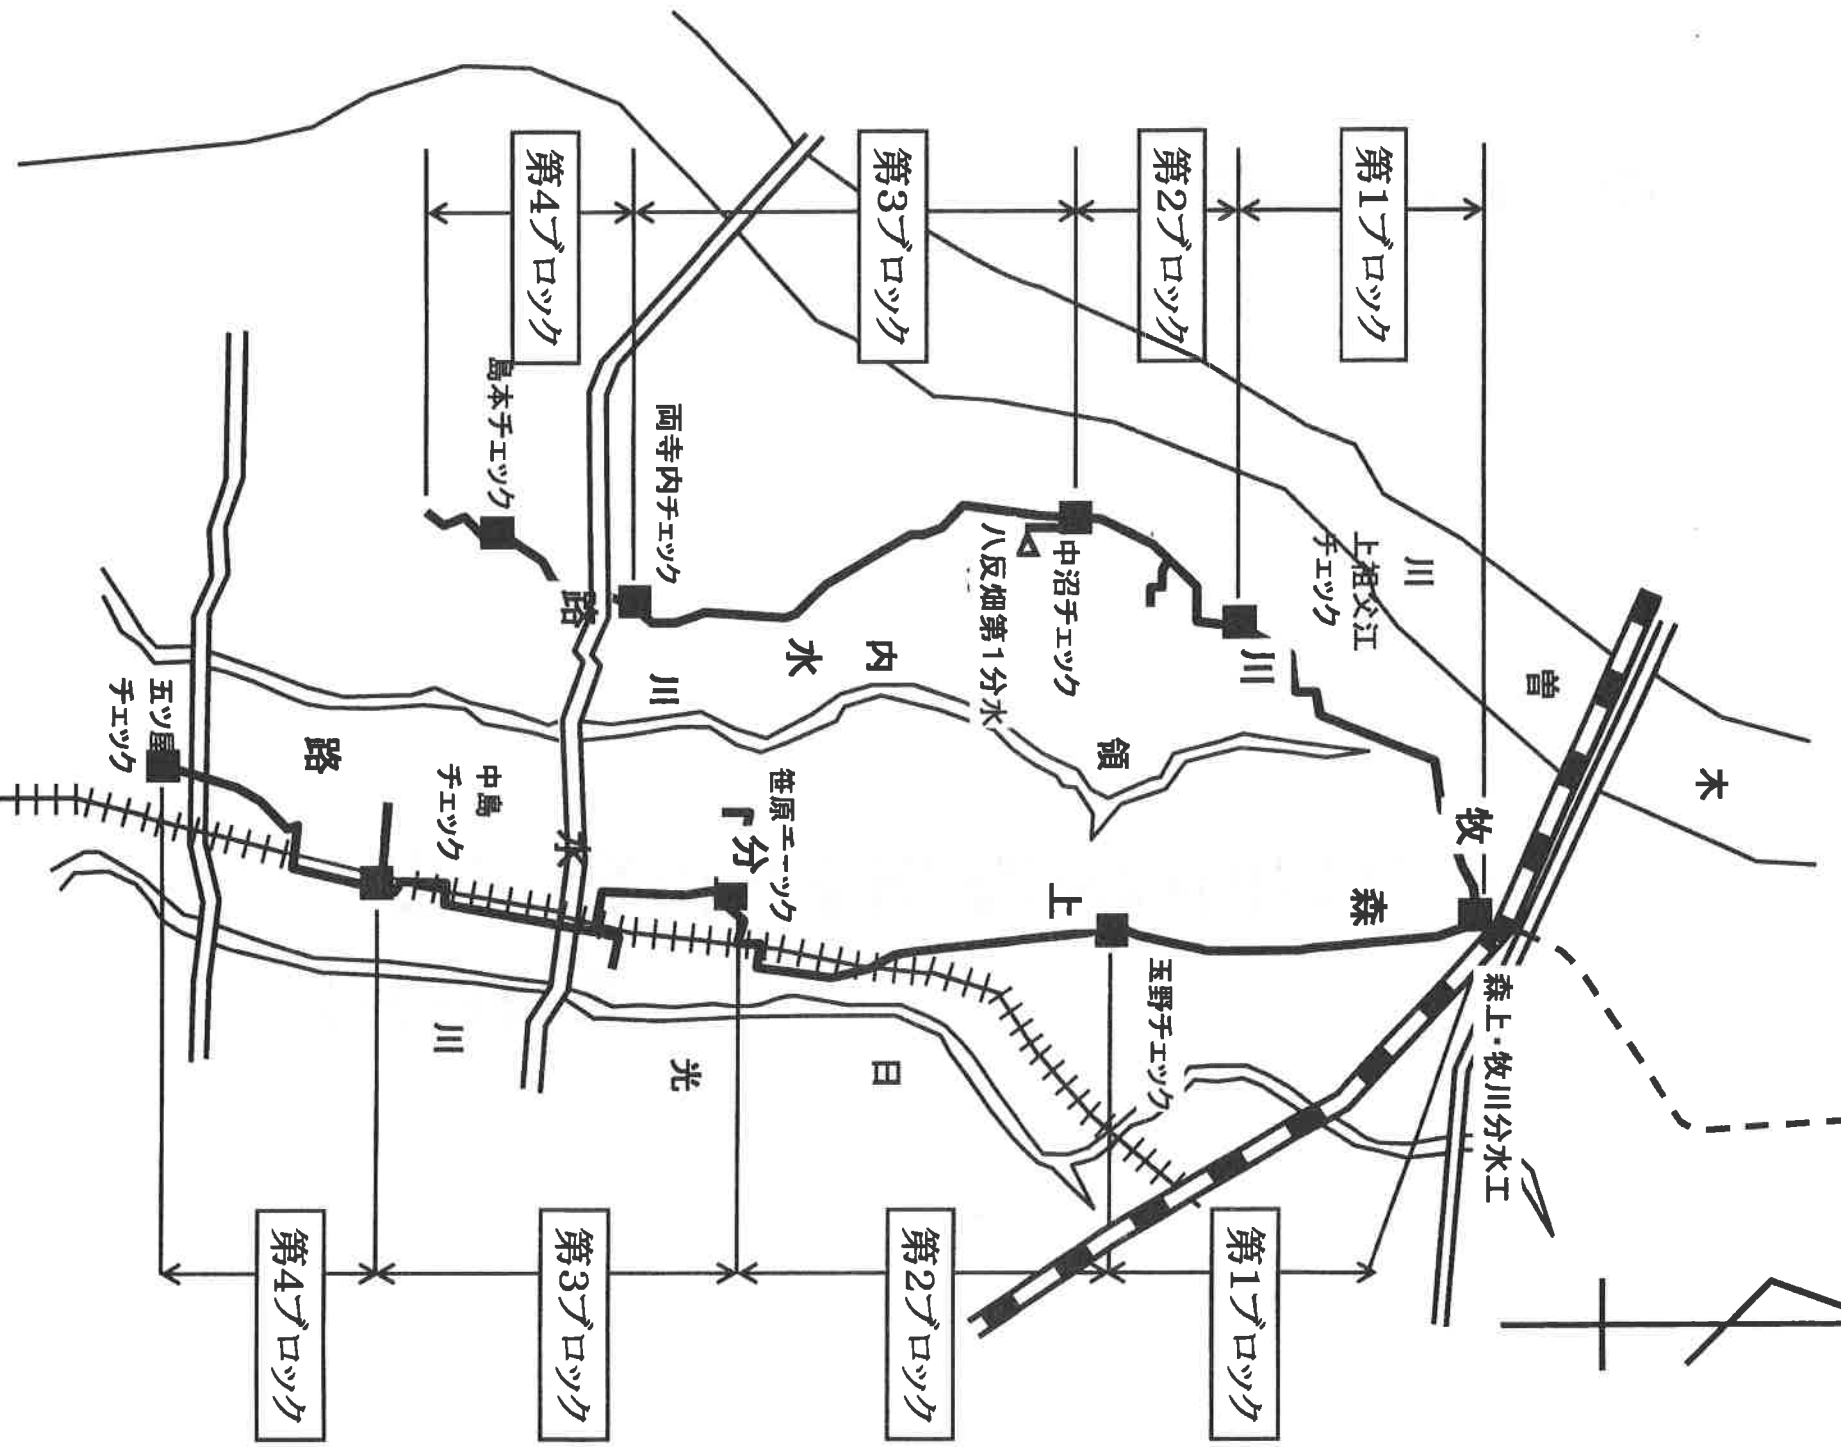 木
曽
川
森上・牧川分水工
牧
川
水
路
上祖父江
チェック
中沼チェック
八反畑第1分水
両寺内チェック
島本チェック
領
内
川
森
上
分
水
路
玉野チェック
笹原チェック
中島
チェック
五ツ屋
チェック
日
光
川
第1ブロック
第2ブロック
第3ブロック
第4ブロック
第1ブロック
第2ブロック
第3ブロック
第4ブロック